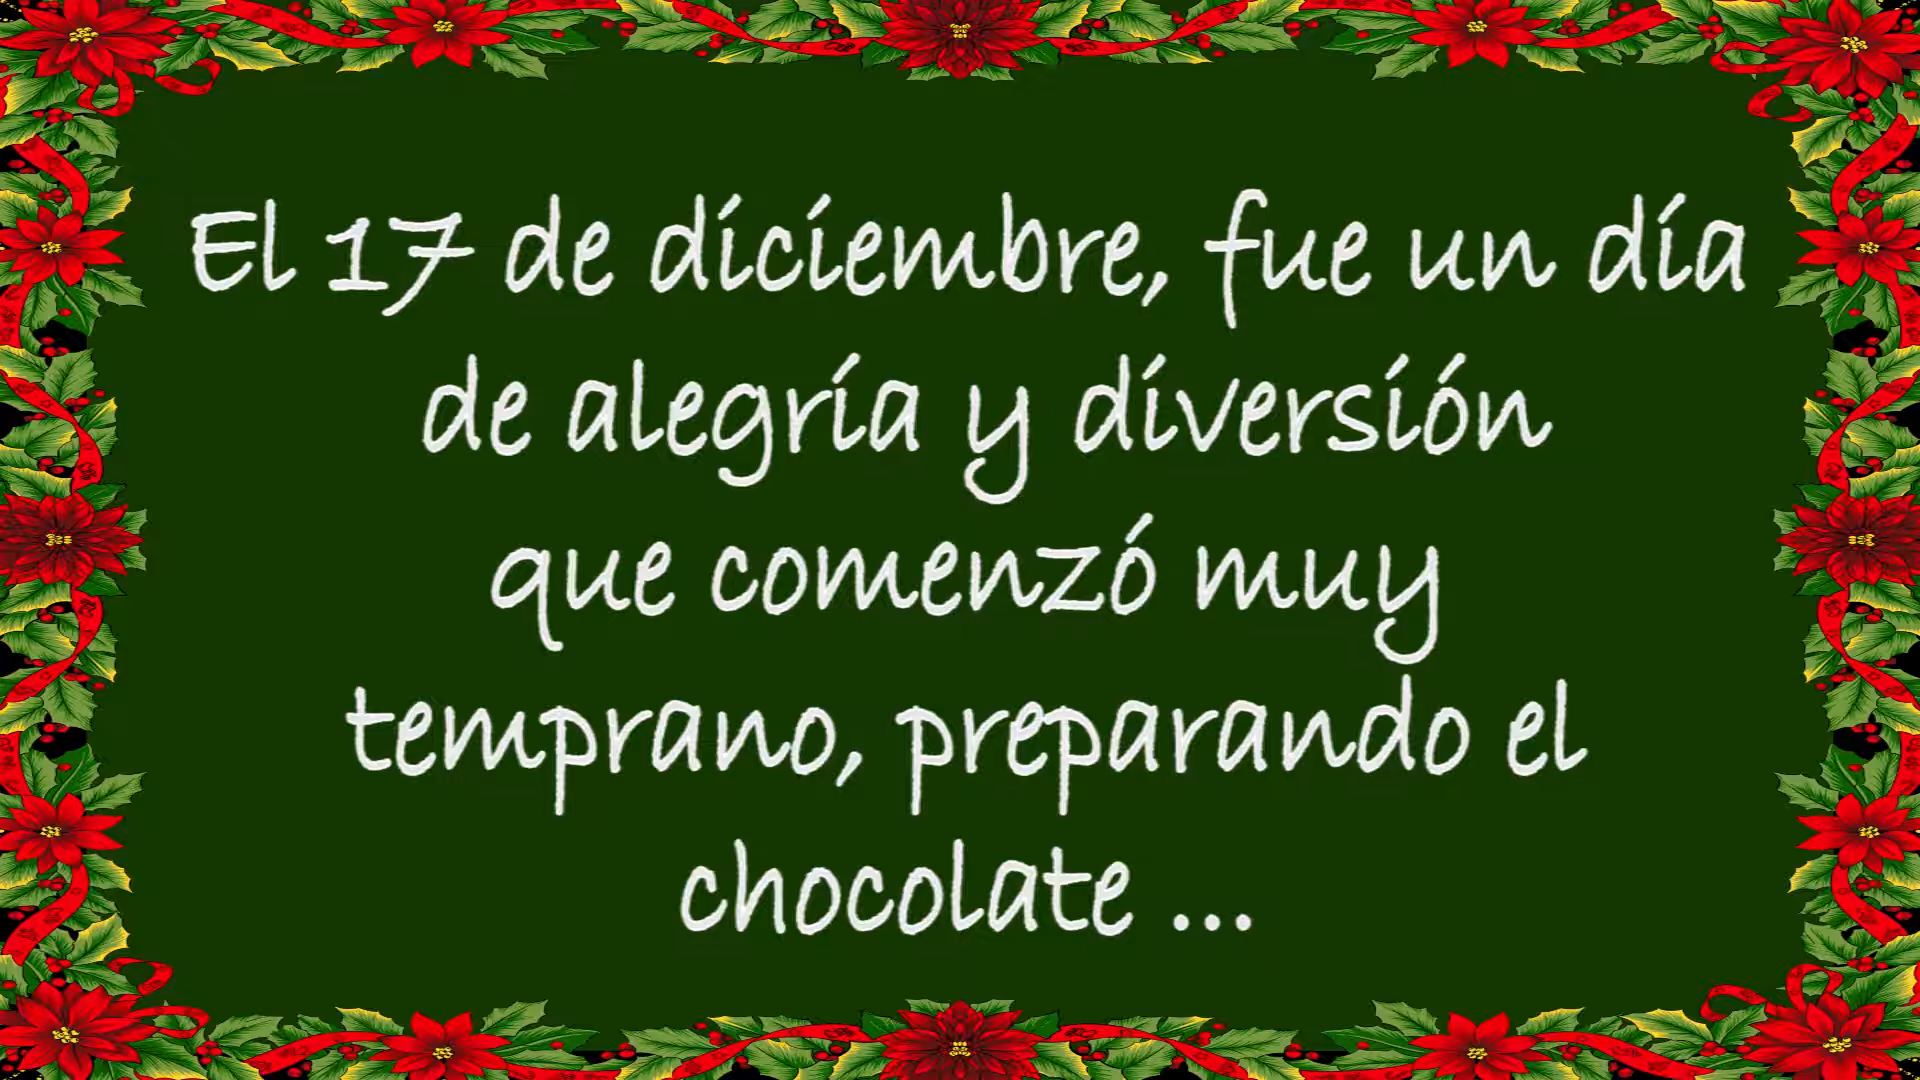 El 17 de diciembre, fue un día
de alegría y diversión
que comenzó muy
temprano, preparando el
chocolate ...